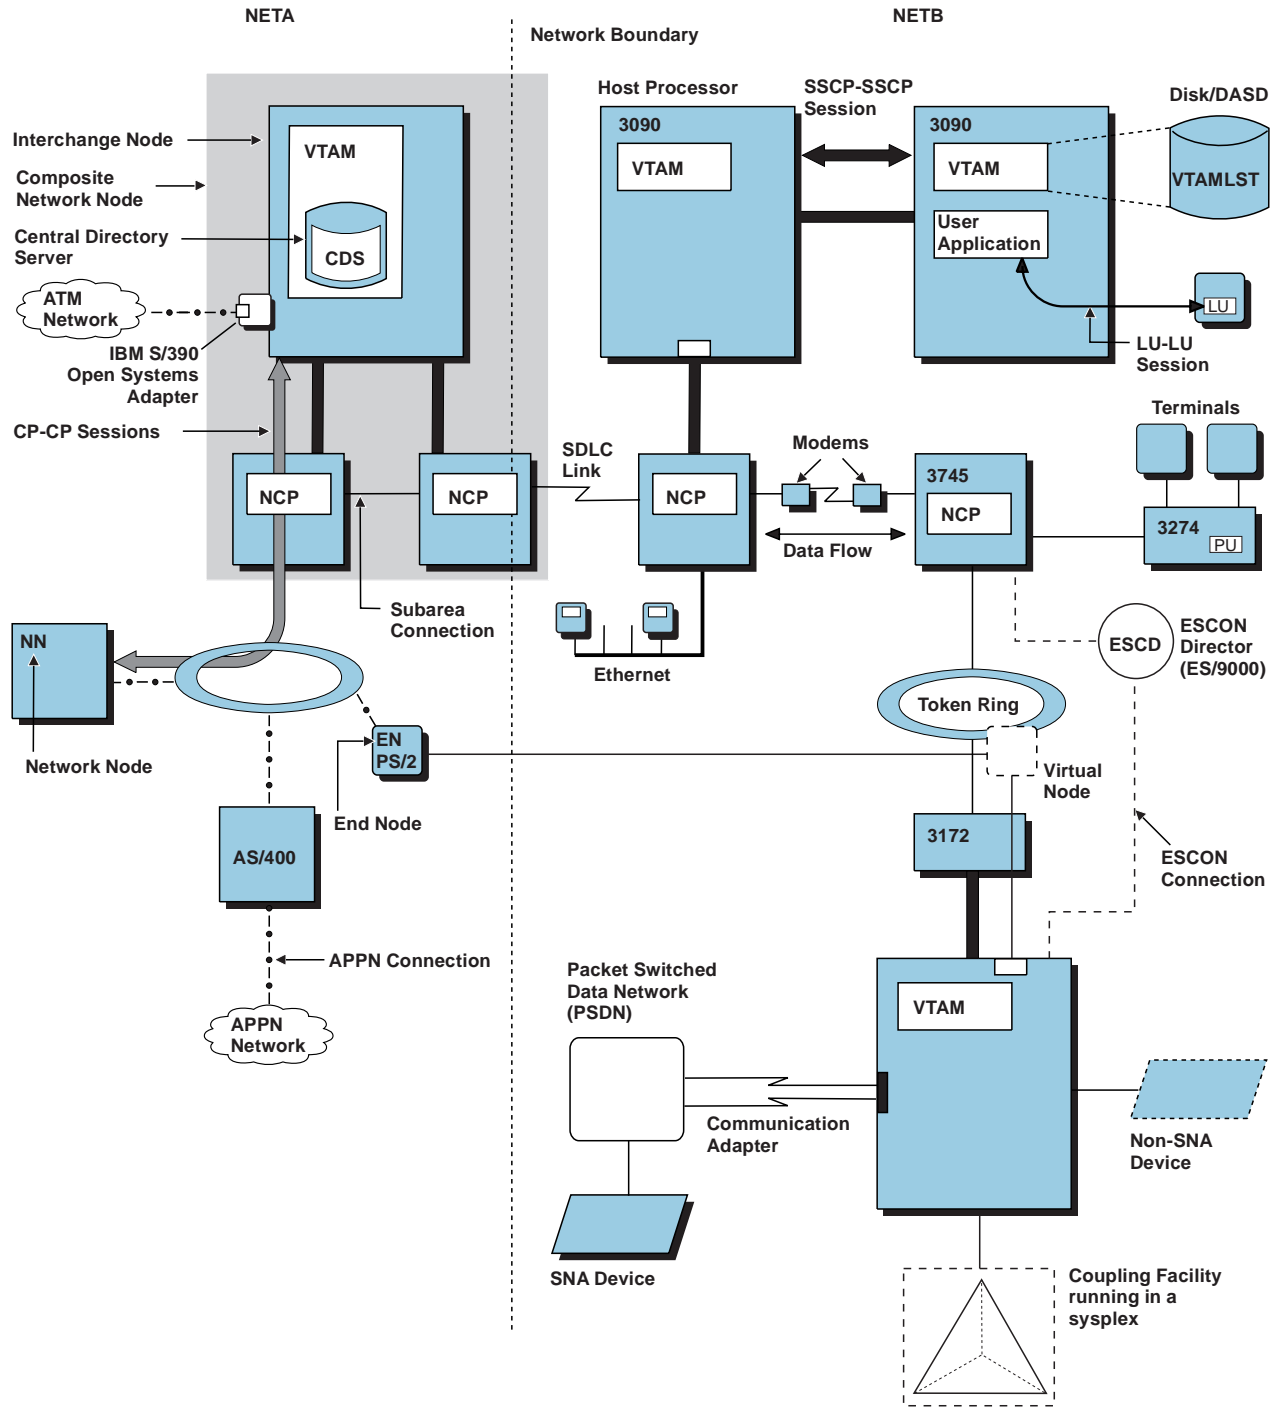 NETA
NETB
Network Boundary
Host Processor
SSCP-SSCP
Session
Disk/DASD
Interchange Node
VTAM
3090
VTAM
3090
VTAM
VTAMLST
Composite
Network Node
User
Application
Central Directory
Server
CDS
ATM
Network
LU
IBM S/390
Open Systems
Adapter
LU-LU
Session
CP-CP Sessions
Terminals
SDLC
Link
Modems
NCP
NCP
NCP
3745
NCP
3274
PU
Data Flow
Subarea
Connection
Ethernet
ESCD
ESCON
Director
(ES/9000)
NN
Token Ring
Network Node
EN
PS/2
Virtual
Node
End Node
AS/400
3172
ESCON
Connection
APPN Connection
Packet Switched
Data Network
(PSDN)
VTAM
APPN
Network
Communication
Adapter
Non-SNA
Device
SNA Device
Coupling Facility
running in a
sysplex